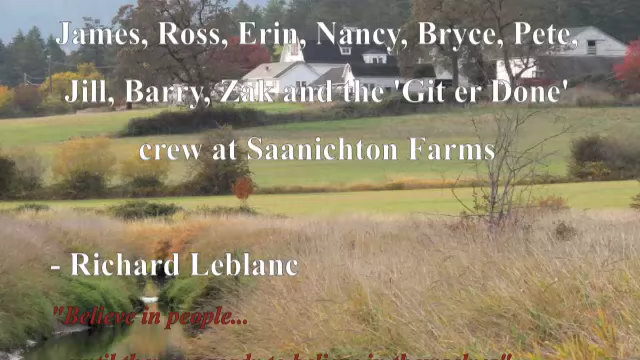 James, Ross, Erin, Nancy, Bryce, Pete,
Jill, Barry, Zak and the 'Git er Done'
crew at Saanichton Farms
- Richard Leblanc
"Believe in people...